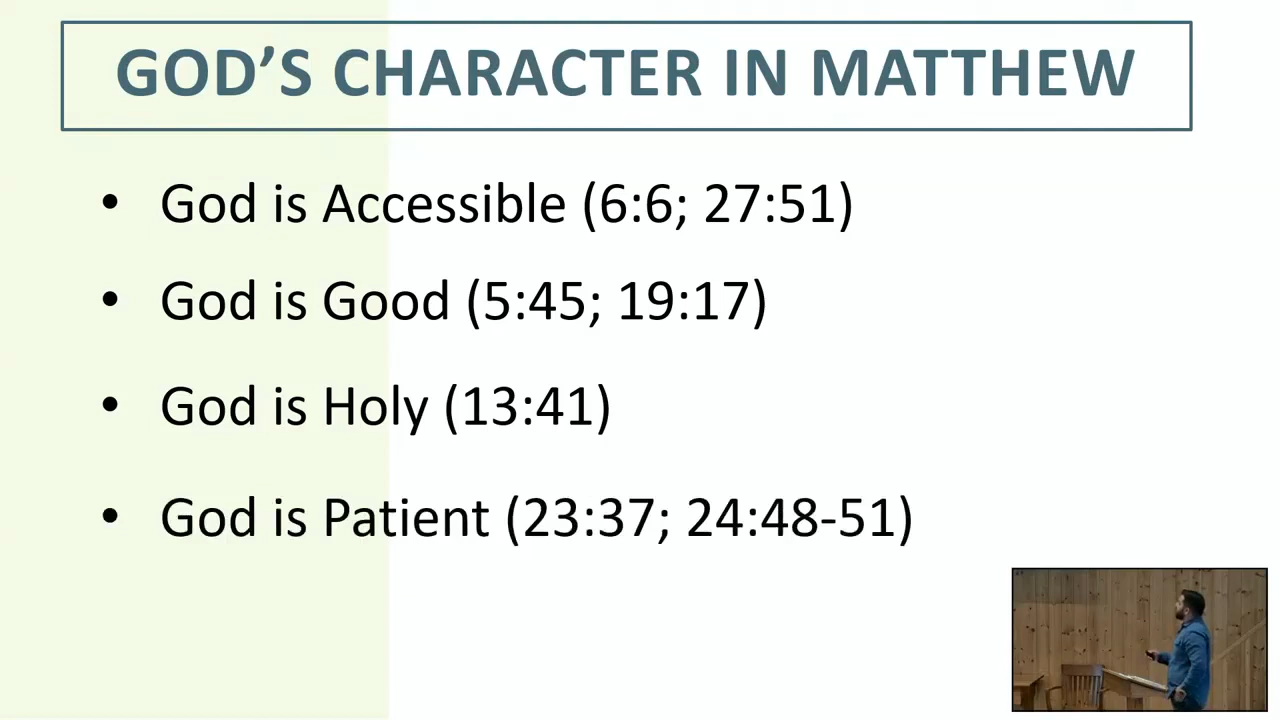 GOD’S CHARACTER IN MATTHEW
• God is Accessible (6:6; 27:51)
• God is Good (5:45; 19:17)
• God is Holy (13:41)
• God is Patient (23:37; 24:48-51)